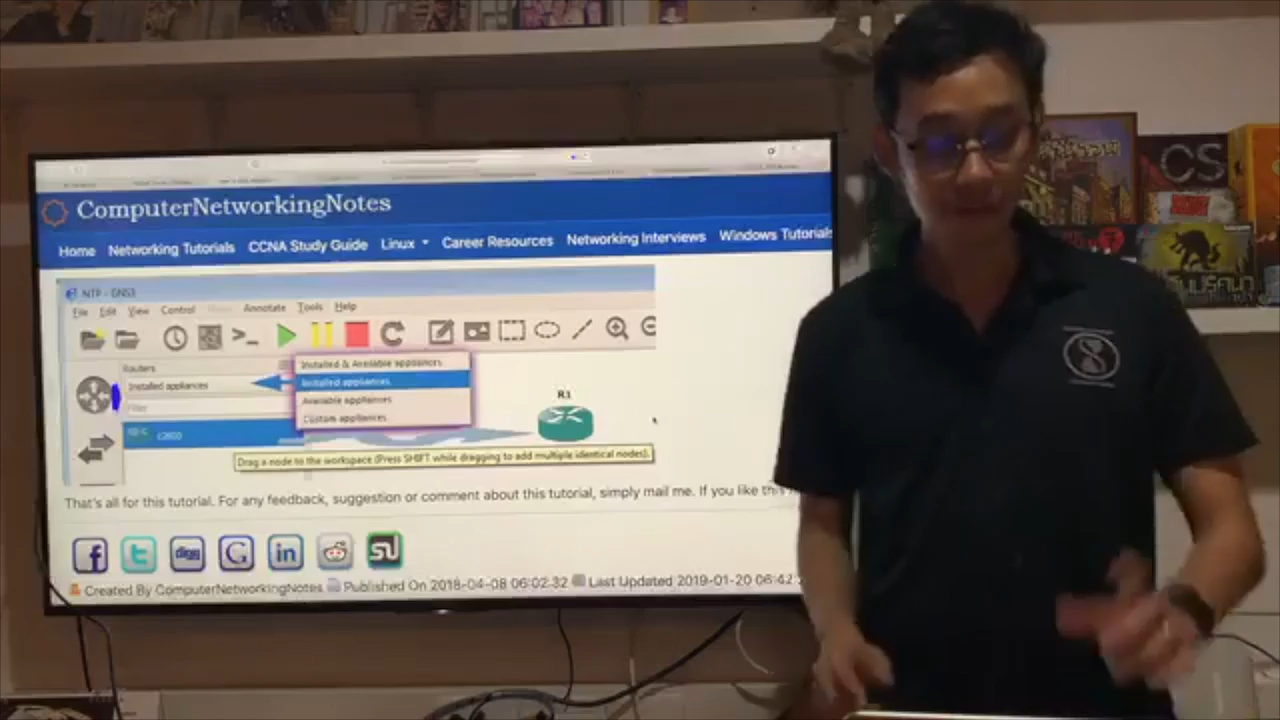 ComputerNetworkingNotes
Home Networking Tutorials CCNA Study Guide Linux Career Resources Networking Interviews Windows Tutorials
NTP - GNS3
File Edit View Control Annotate Tools Help
Routers
Installed & Available appliances
Installed appliances
Installed appliances
Available appliances
Filter
Custom appliances
R1
Drag a node to the workspace (Press SHIFT while dragging to add multiple identical nodes).
That's all for this tutorial. For any feedback, suggestion or comment about this tutorial, simply mail me. If you like this
f t digg G in SU
Created By ComputerNetworkingNotes Published On 2018-04-08 06:02:32 Last Updated 2019-01-20 06:42:
CS